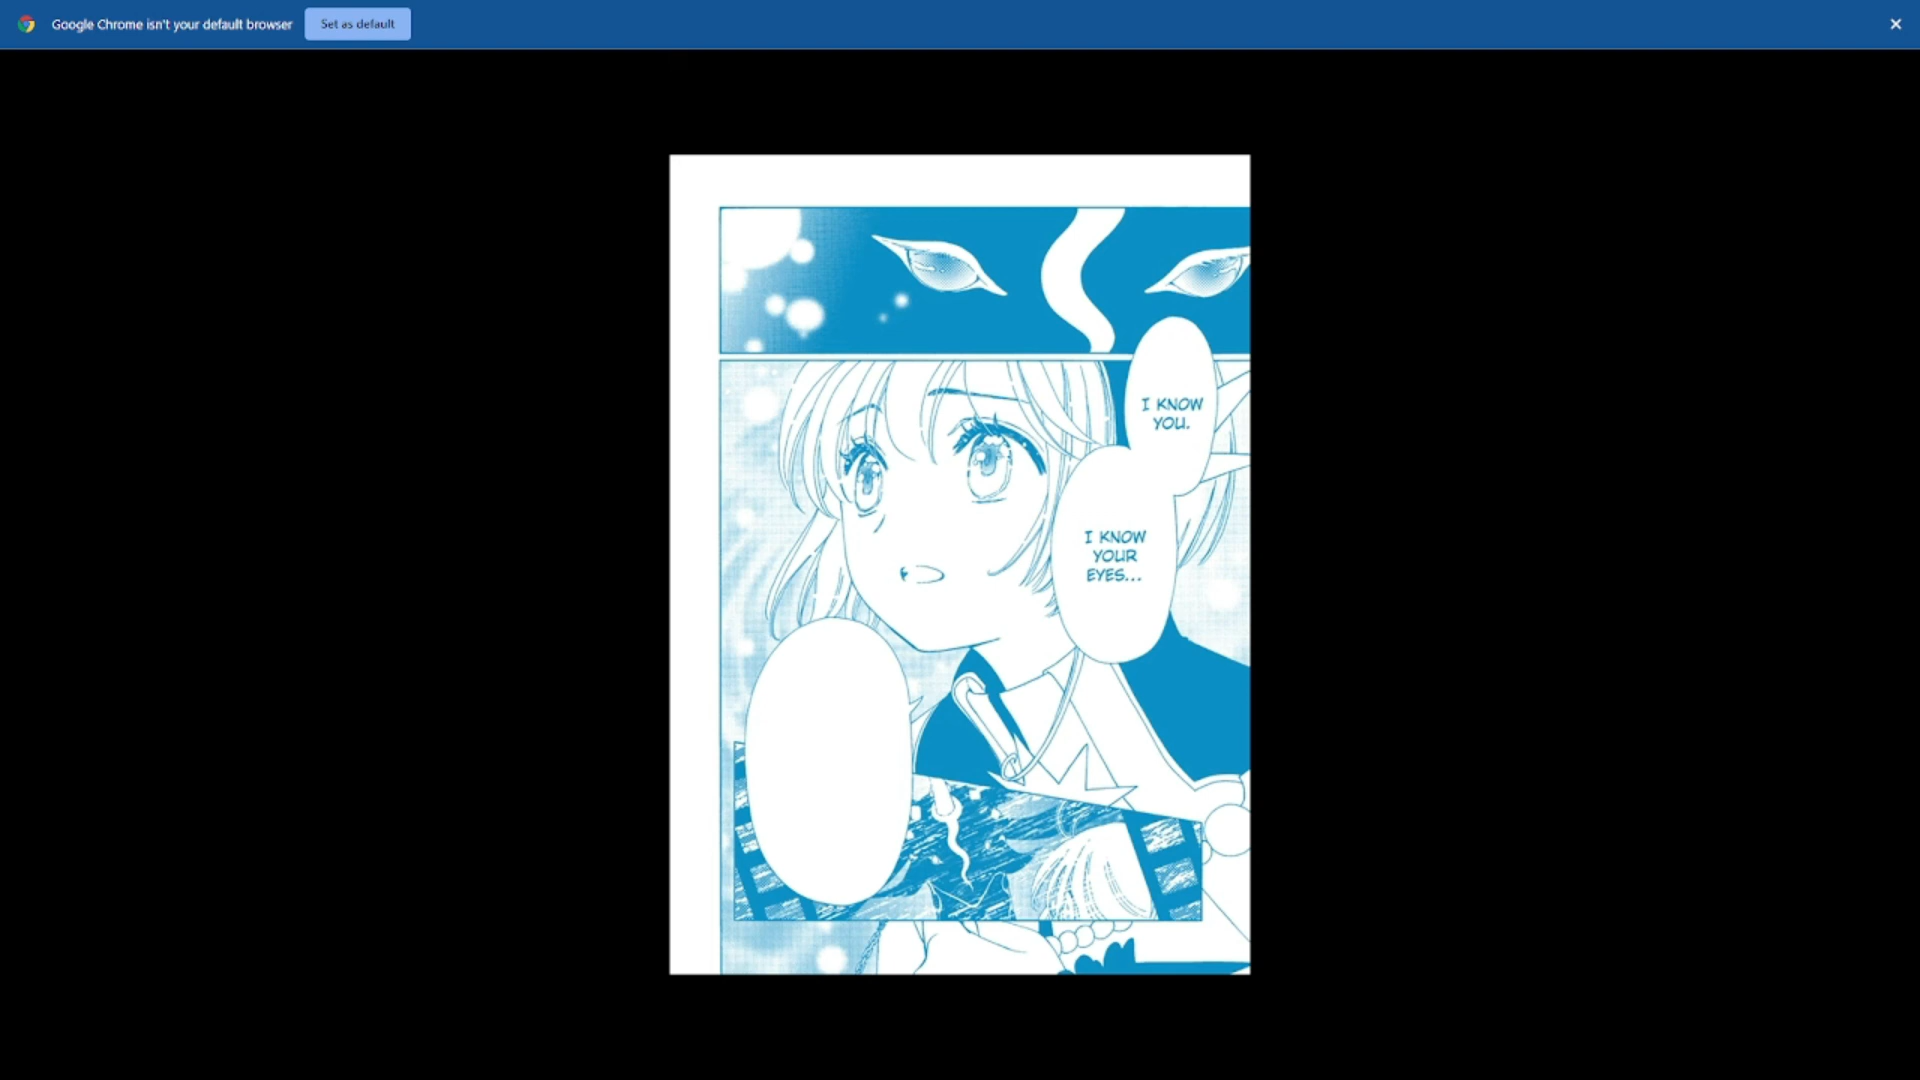 Google Chrome isn't your default browser
Set as default
I KNOW
YOU.
I KNOW
YOUR
EYES...